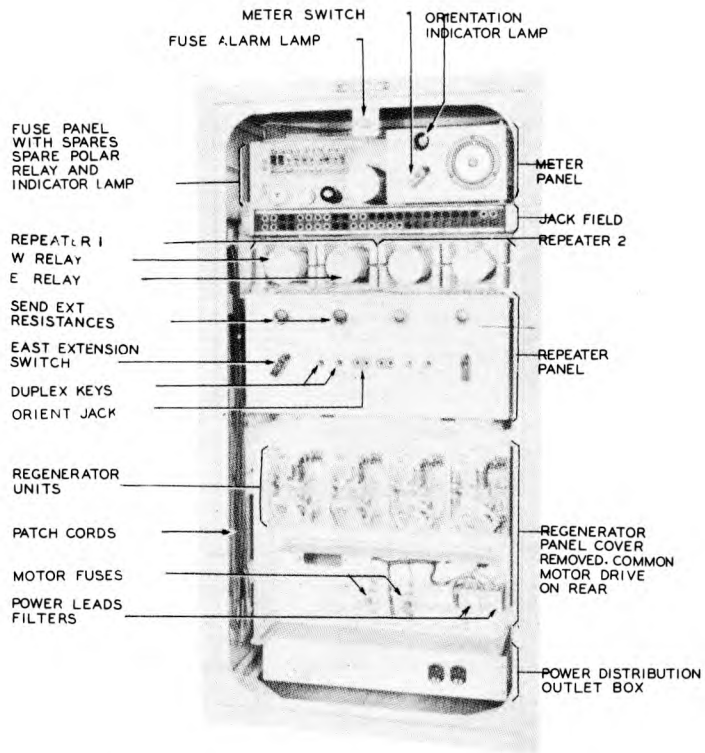 METER SWITCH
FUSE ALARM LAMP
ORIENTATION
INDICATOR LAMP
FUSE PANEL
WITH SPARES
SPARE POLAR
RELAY AND
INDICATOR LAMP
METER
PANEL
JACK FIELD
REPEATER 1
REPEATER 2
W RELAY
E RELAY
SEND EXT
RESISTANCES
EAST EXTENSION
SWITCH
REPEATER
PANEL
DUPLEX KEYS
ORIENT JACK
REGENERATOR
UNITS
PATCH CORDS
REGENERATOR
PANEL COVER
REMOVED. COMMON
MOTOR DRIVE
ON REAR
MOTOR FUSES
POWER LEADS
FILTERS
POWER DISTRIBUTION
OUTLET BOX